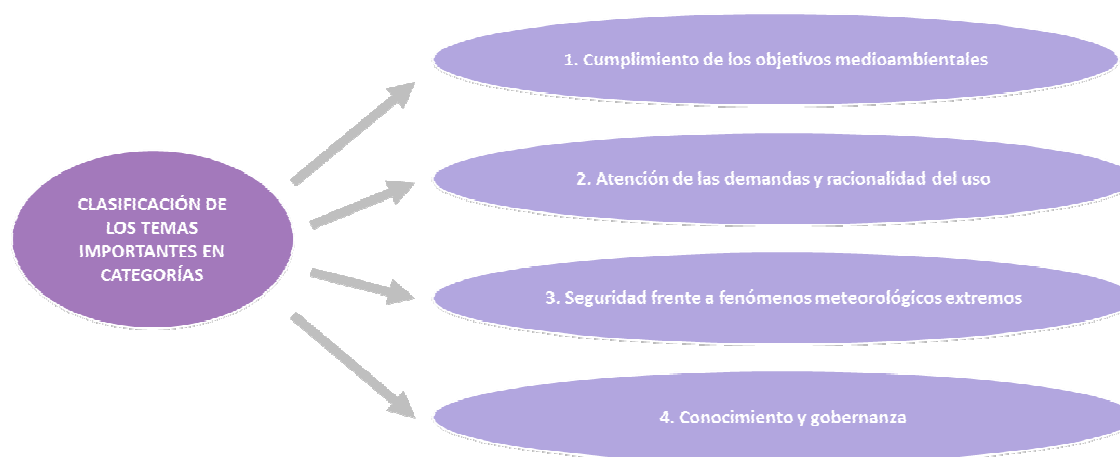 CLASIFICACIÓN DE
LOS TEMAS
IMPORTANTES EN
CATEGORÍAS
1. Cumplimiento de los objetivos medioambientales
2. Atención de las demandas y racionalidad del uso
3. Seguridad frente a fenómenos meteorológicos extremos
4. Conocimiento y gobernanza